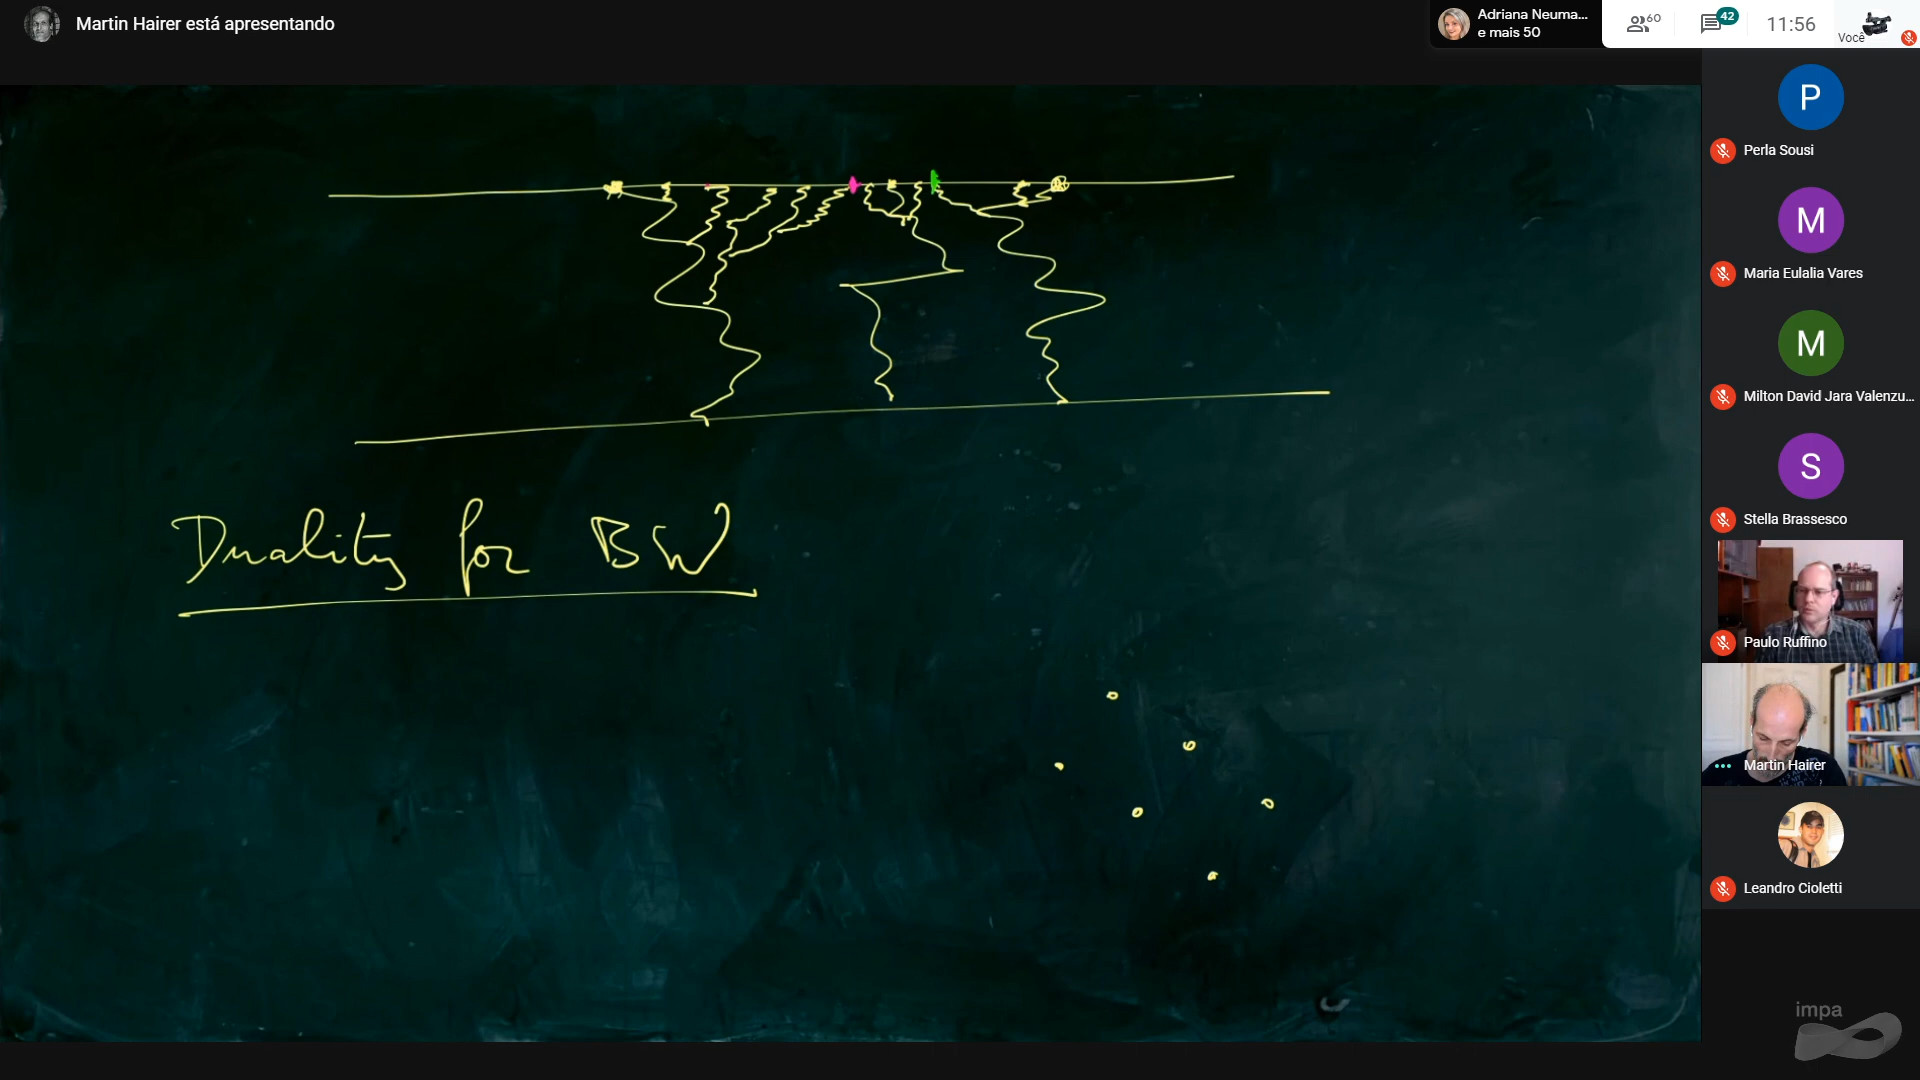 Martin Hairer está apresentando
Adriana Neuma...
e mais 50
60
42
11:56
Você
P
Perla Sousi
M
Maria Eulalia Vares
M
Milton David Jara Valenzu...
S
Stella Brassesco
Paulo Ruffino
Martin Hairer
Leandro Cioletti
Duality for BW
impa